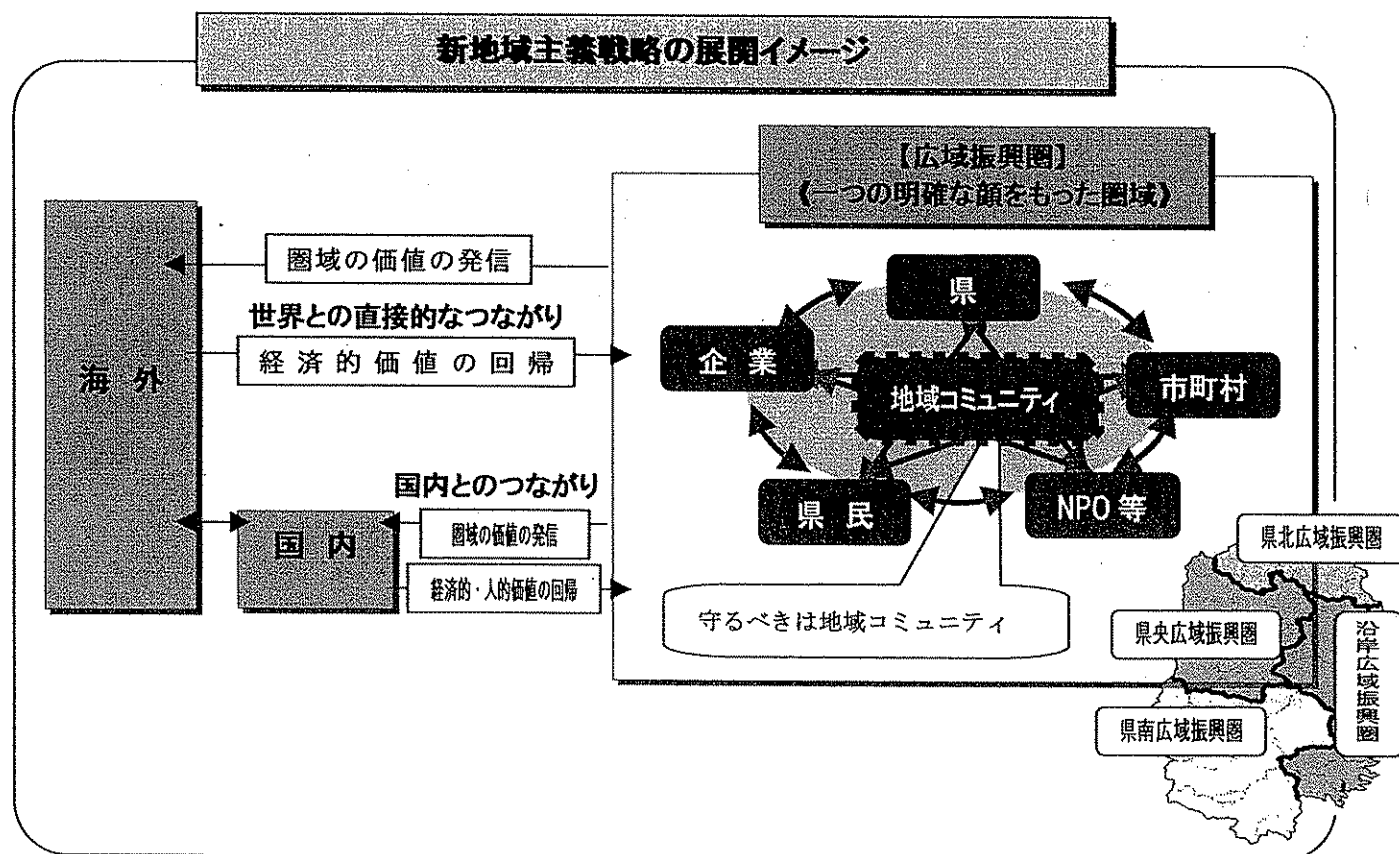 新地域主義戦略の展開イメージ
【広域振興圏】
《一つの明確な顔をもった圏域》
海外
圏域の価値の発信
世界との直接的なつながり
経済的価値の回帰
国内とのつながり
国内
圏域の価値の発信
経済的・人的価値の回帰
県
企業
地域コミュニティ
市町村
県民
NPO等
守るべきは地域コミュニティ
県北広域振興圏
県央広域振興圏
沿岸広域振興圏
県南広域振興圏